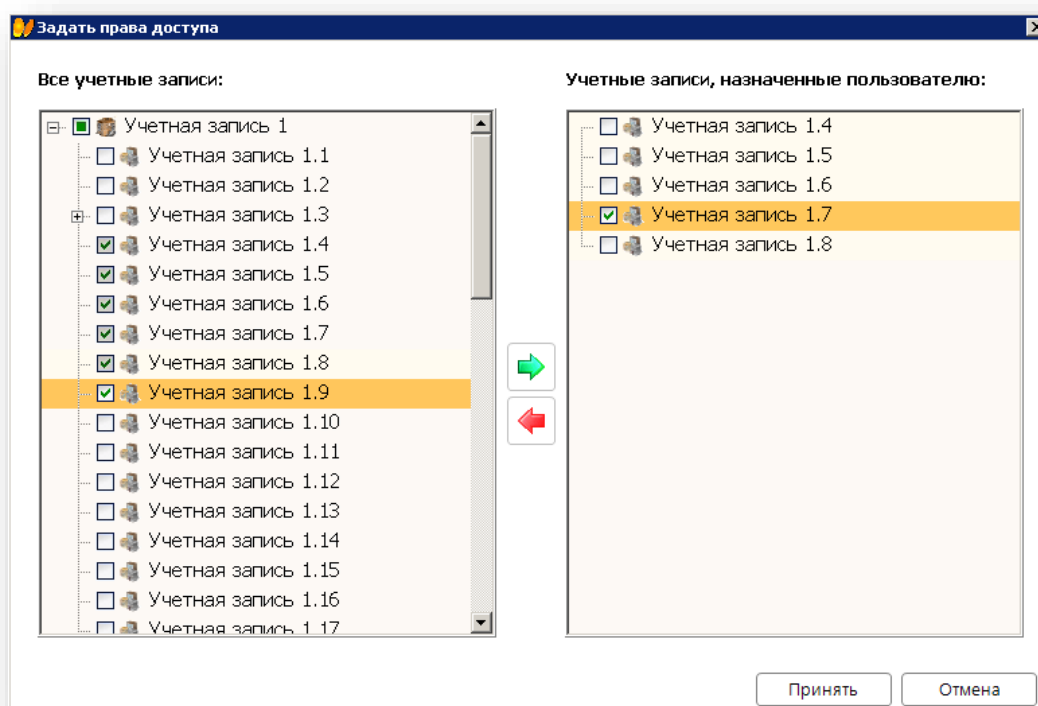 Задать права доступа
Все учетные записи:
Учетные записи, назначенные пользователю:
Учетная запись 1
Учетная запись 1.1
Учетная запись 1.2
Учетная запись 1.3
Учетная запись 1.4
Учетная запись 1.5
Учетная запись 1.6
Учетная запись 1.7
Учетная запись 1.8
Учетная запись 1.9
Учетная запись 1.10
Учетная запись 1.11
Учетная запись 1.12
Учетная запись 1.13
Учетная запись 1.14
Учетная запись 1.15
Учетная запись 1.16
Учетная запись 1.17
Учетная запись 1.4
Учетная запись 1.5
Учетная запись 1.6
Учетная запись 1.7
Учетная запись 1.8
Принять
Отмена